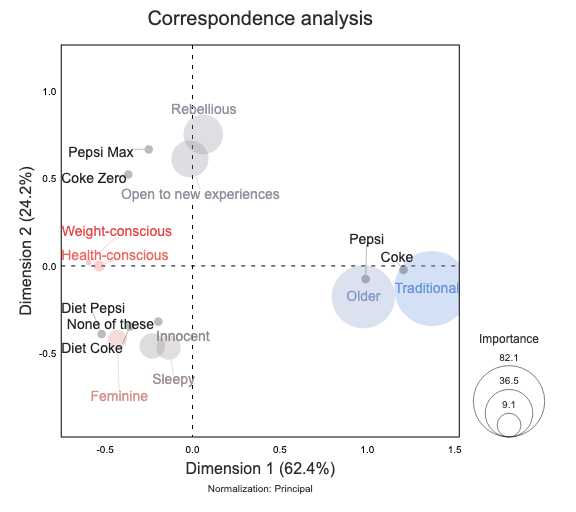 Correspondence analysis
Dimension 2 (24.2%)
1.0
0.5
0.0
-0.5
Rebellious
Pepsi Max
Coke Zero
Open to new experiences
Weight-conscious
Health-conscious
Pepsi
Coke
Older
Traditional
Diet Pepsi
None of these
Innocent
Diet Coke
Sleepy
Feminine
Importance
82.1
36.5
9.1
-0.5
0.0
0.5
1.0
1.5
Dimension 1 (62.4%)
Normalization: Principal